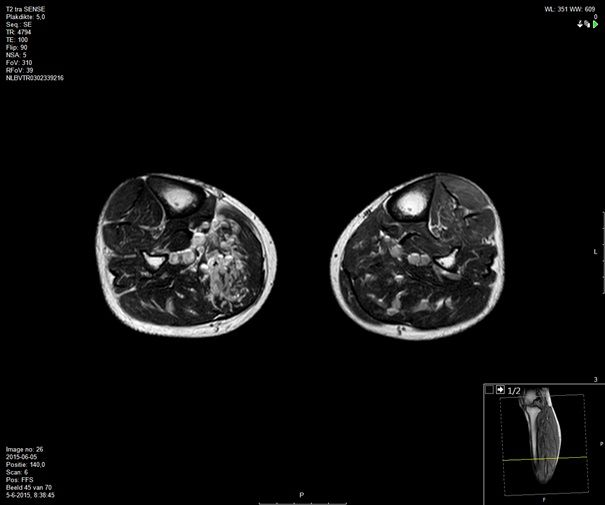 T2 tra SENSE
Plakdikte: 5,0
Seq.: SE
TR: 4794
TE: 100
Flip: 90
NSA: 5
FoV: 310
RFoV: 39
NLBVTR0302339216
WL: 351 WW: 609
0
L
3
1/2
P
F
Image no: 26
2015-06-05
Positie: 140,0
Scan: 6
Pos: FFS
Beeld 45 van 70
5-6-2015, 8:38:45
P